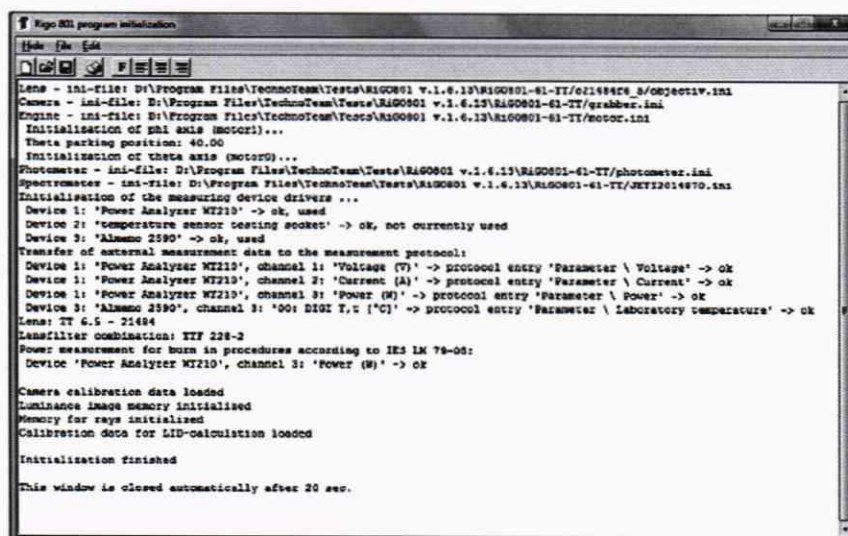 Rigo 801 program initialization
Hide File Edit
F
Lens - ini-file: D:\Program Files\TechnoTeam\Tests\RiGO801 v.1.6.13\RiGO801-61-TT/o21484f6_5/objectiv.ini
Camera - ini-file: D:\Program Files\TechnoTeam\Tests\RiGO801 v.1.6.13\RiGO801-61-TT/grabber.ini
Engine - ini-file: D:\Program Files\TechnoTeam\Tests\RiGO801 v.1.6.13\RiGO801-61-TT/motor.ini
Initialization of phi axis (motor1)...
Theta parking position: 40.00
Initialization of theta axis (motor0)...
Photometer - ini-file: D:\Program Files\TechnoTeam\Tests\RiGO801 v.1.6.13\RiGO801-61-TT/photometer.ini
Spectrometer - ini-file: D:\Program Files\TechnoTeam\Tests\RiGO801 v.1.6.13\RiGO801-61-TT/JETI2014870.ini
Initialisation of the measuring device drivers ...
Device 1: 'Power Analyzer WT210' -> ok, used
Device 2: 'temperature sensor testing socket' -> ok, not currently used
Device 3: 'Almemo 2590' -> ok, used
Transfer of external measurement data to the measurement protocol:
Device 1: 'Power Analyzer WT210', channel 1: 'Voltage (V)' -> protocol entry 'Parameter \ Voltage' -> ok
Device 1: 'Power Analyzer WT210', channel 2: 'Current (A)' -> protocol entry 'Parameter \ Current' -> ok
Device 1: 'Power Analyzer WT210', channel 3: 'Power (W)' -> protocol entry 'Parameter \ Power' -> ok
Device 3: 'Almemo 2590', channel 3: '00: DIGI T,t [°C]' -> protocol entry 'Parameter \ Laboratory temperature' -> ok
Lens: TT 6.5 - 21484
Lensfilter combination: TTF 228-2
Power measurement for burn in procedures according to IES LM 79-08:
Device 'Power Analyzer WT210', channel 3: 'Power (W)' -> ok
Camera calibration data loaded
Luminance image memory initialized
Memory for rays initialized
Calibration data for LID-calculation loaded
Initialization finished
This window is closed automatically after 20 sec.